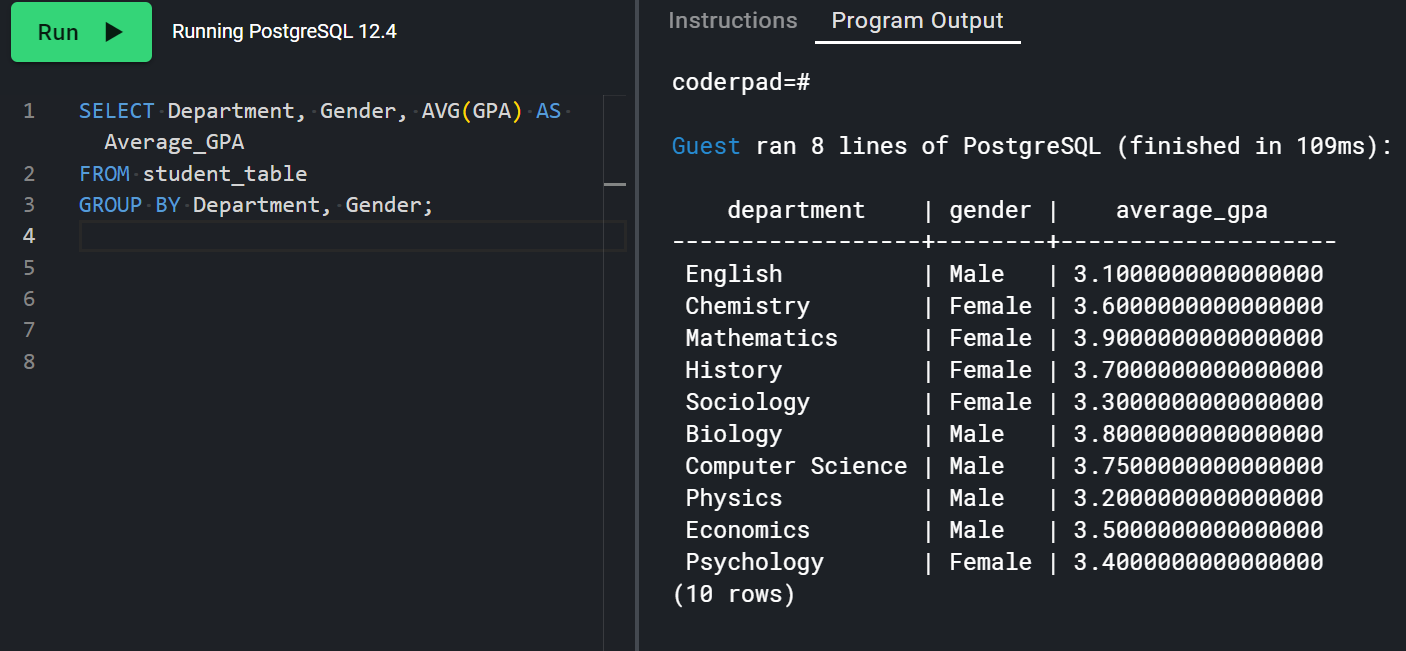 Run
Running PostgreSQL 12.4
1 SELECT Department, Gender, AVG(GPA) AS
Average_GPA
2 FROM student_table
3 GROUP BY Department, Gender;
4
5
6
7
8
Instructions Program Output
coderpad=#
Guest ran 8 lines of PostgreSQL (finished in 109ms):
department | gender | average_gpa
------------------+--------+--------------------
English | Male | 3.1000000000000000
Chemistry | Female | 3.6000000000000000
Mathematics | Female | 3.9000000000000000
History | Female | 3.7000000000000000
Sociology | Female | 3.3000000000000000
Biology | Male | 3.8000000000000000
Computer Science | Male | 3.7500000000000000
Physics | Male | 3.2000000000000000
Economics | Male | 3.5000000000000000
Psychology | Female | 3.4000000000000000
(10 rows)